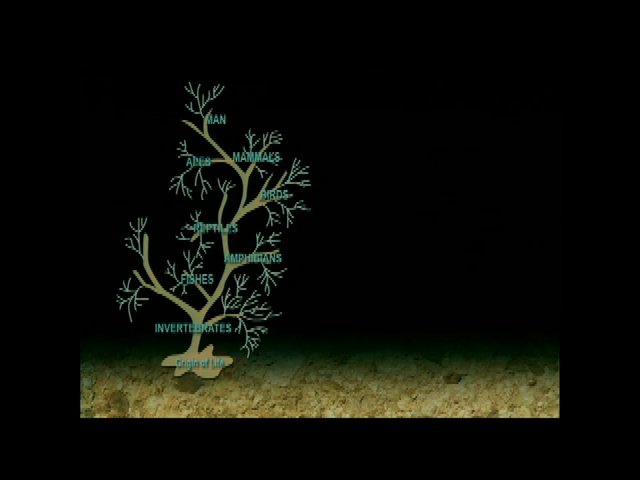 MAN
APES
MAMMALS
BIRDS
REPTILES
AMPHIBIANS
FISHES
INVERTEBRATES
Origin of Life